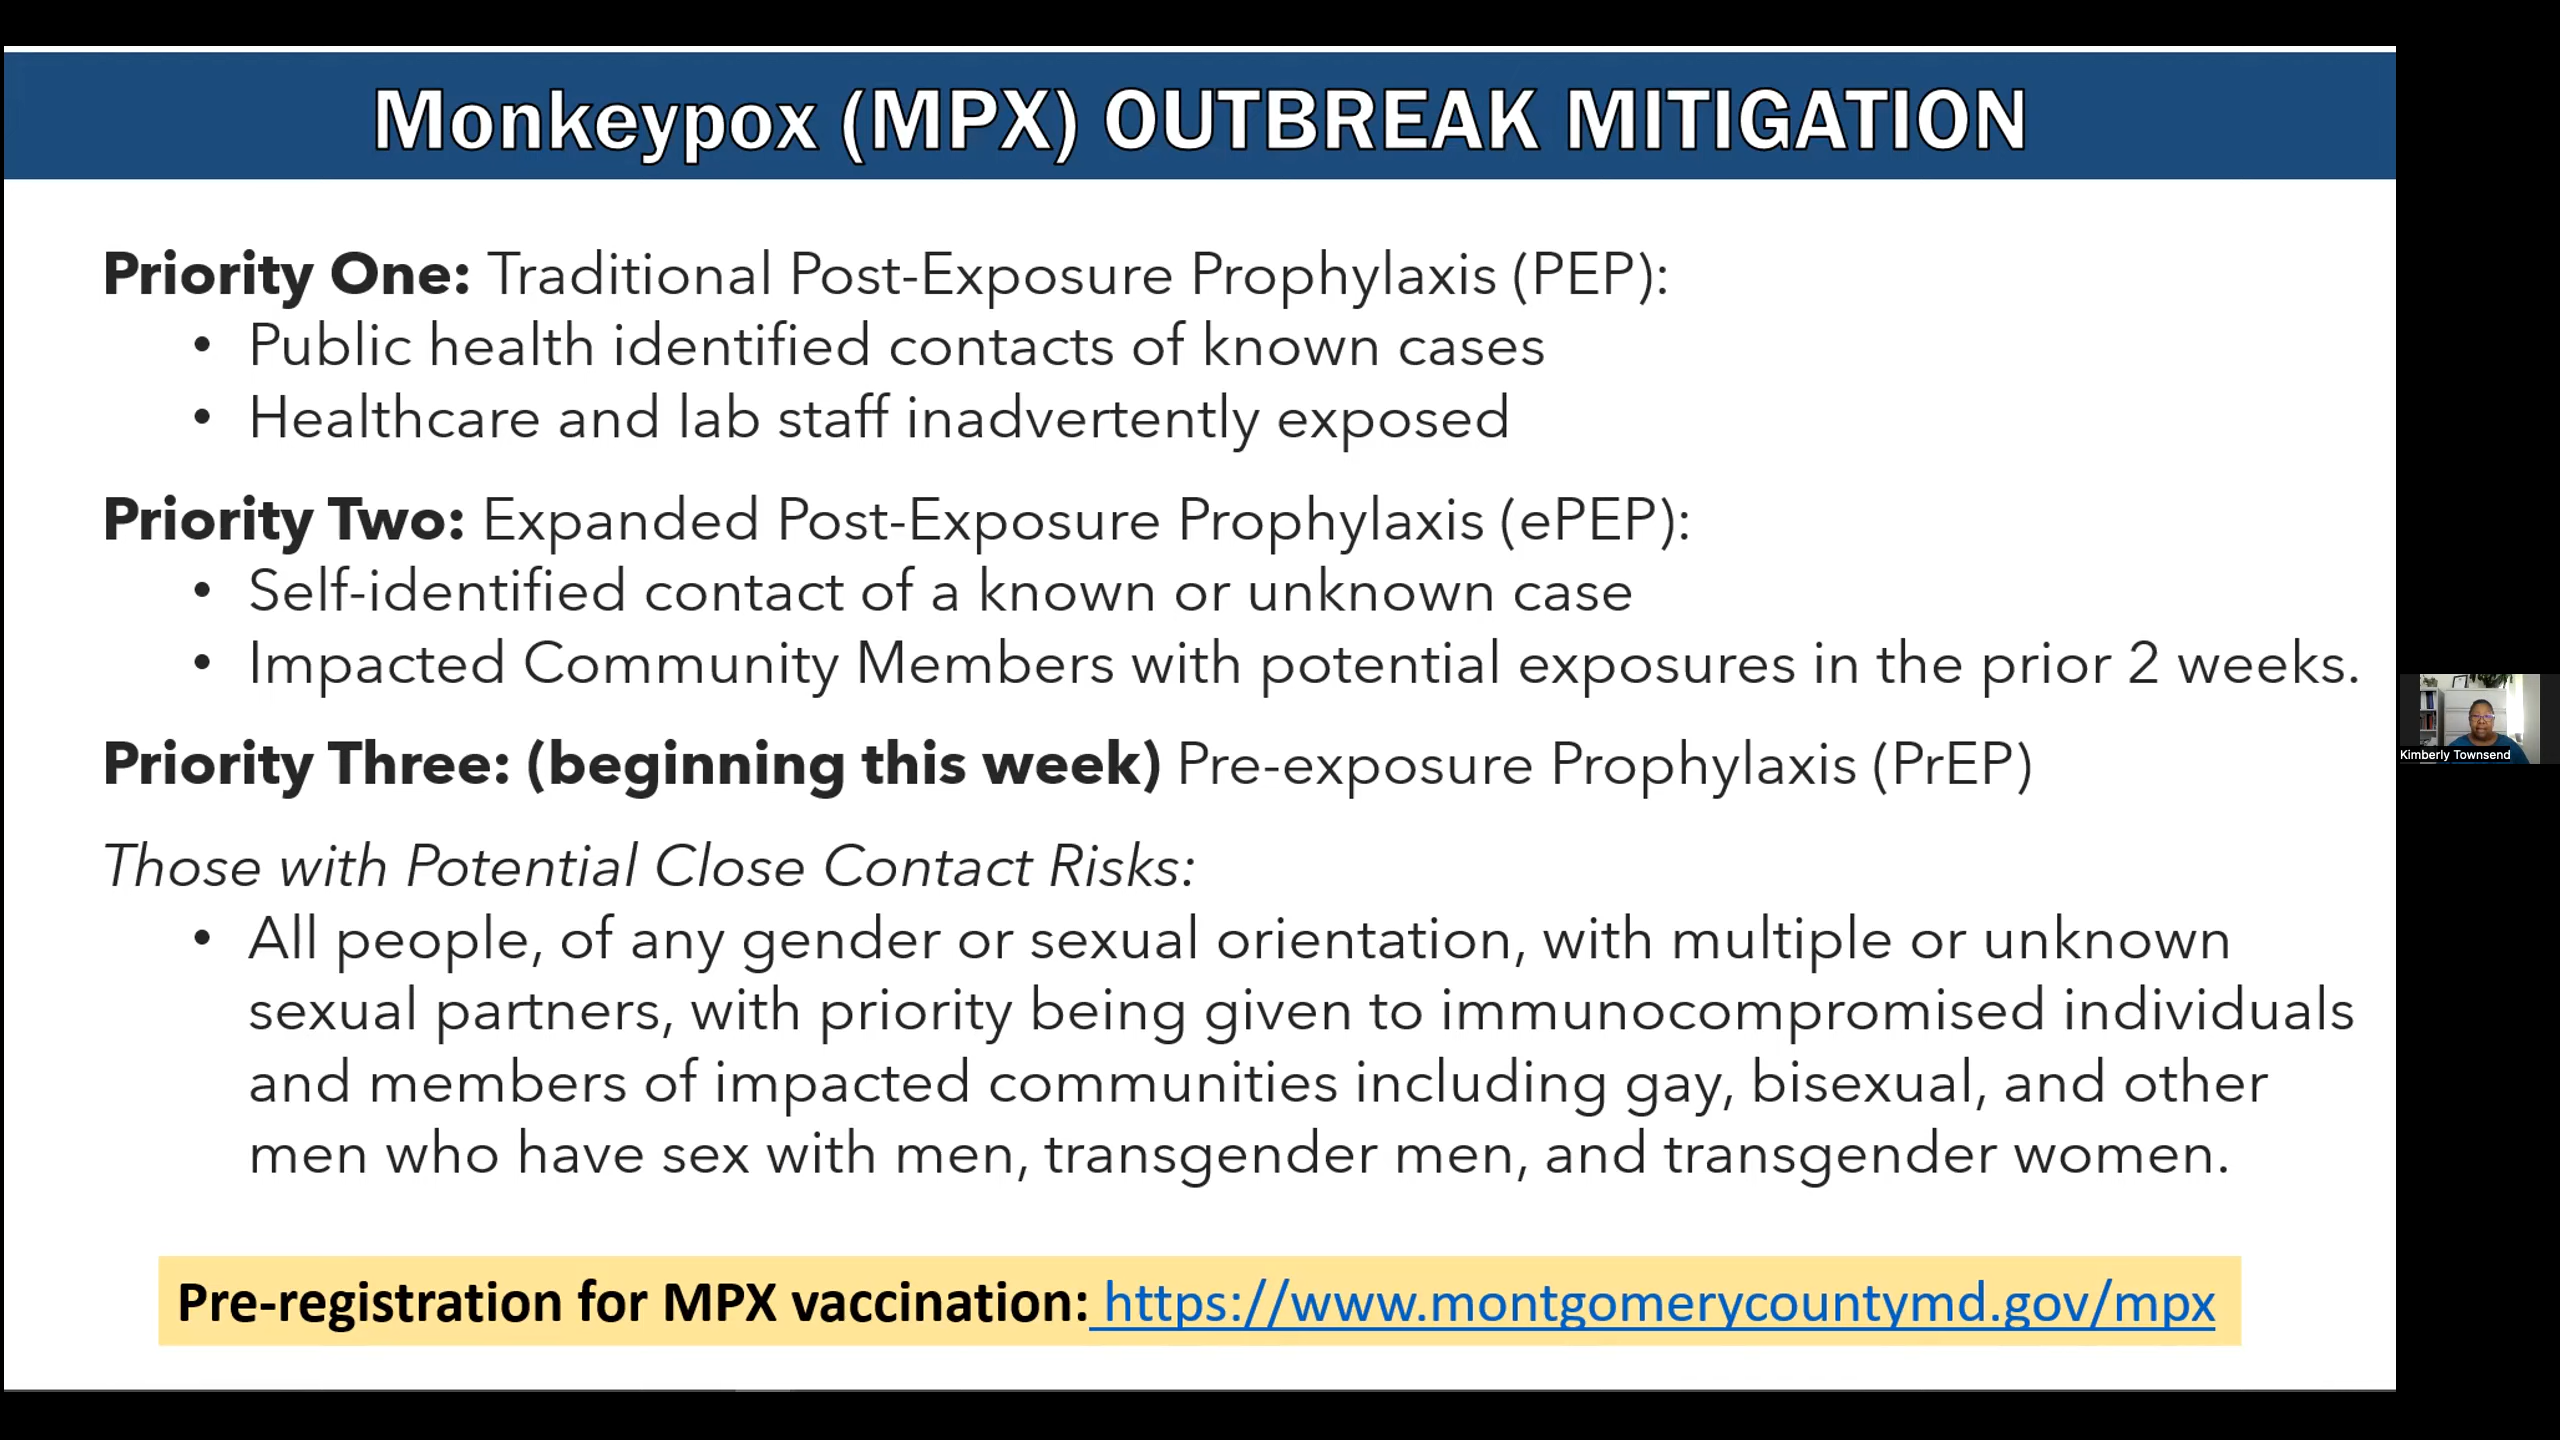 Monkeypox (MPX) OUTBREAK MITIGATION
Priority One: Traditional Post-Exposure Prophylaxis (PEP):
• Public health identified contacts of known cases
• Healthcare and lab staff inadvertently exposed
Priority Two: Expanded Post-Exposure Prophylaxis (ePEP):
• Self-identified contact of a known or unknown case
• Impacted Community Members with potential exposures in the prior 2 weeks.
Priority Three: (beginning this week) Pre-exposure Prophylaxis (PrEP)
Those with Potential Close Contact Risks:
• All people, of any gender or sexual orientation, with multiple or unknown
sexual partners, with priority being given to immunocompromised individuals
and members of impacted communities including gay, bisexual, and other
men who have sex with men, transgender men, and transgender women.
Pre-registration for MPX vaccination: https://www.montgomerycountymd.gov/mpx
Kimberly Townsend